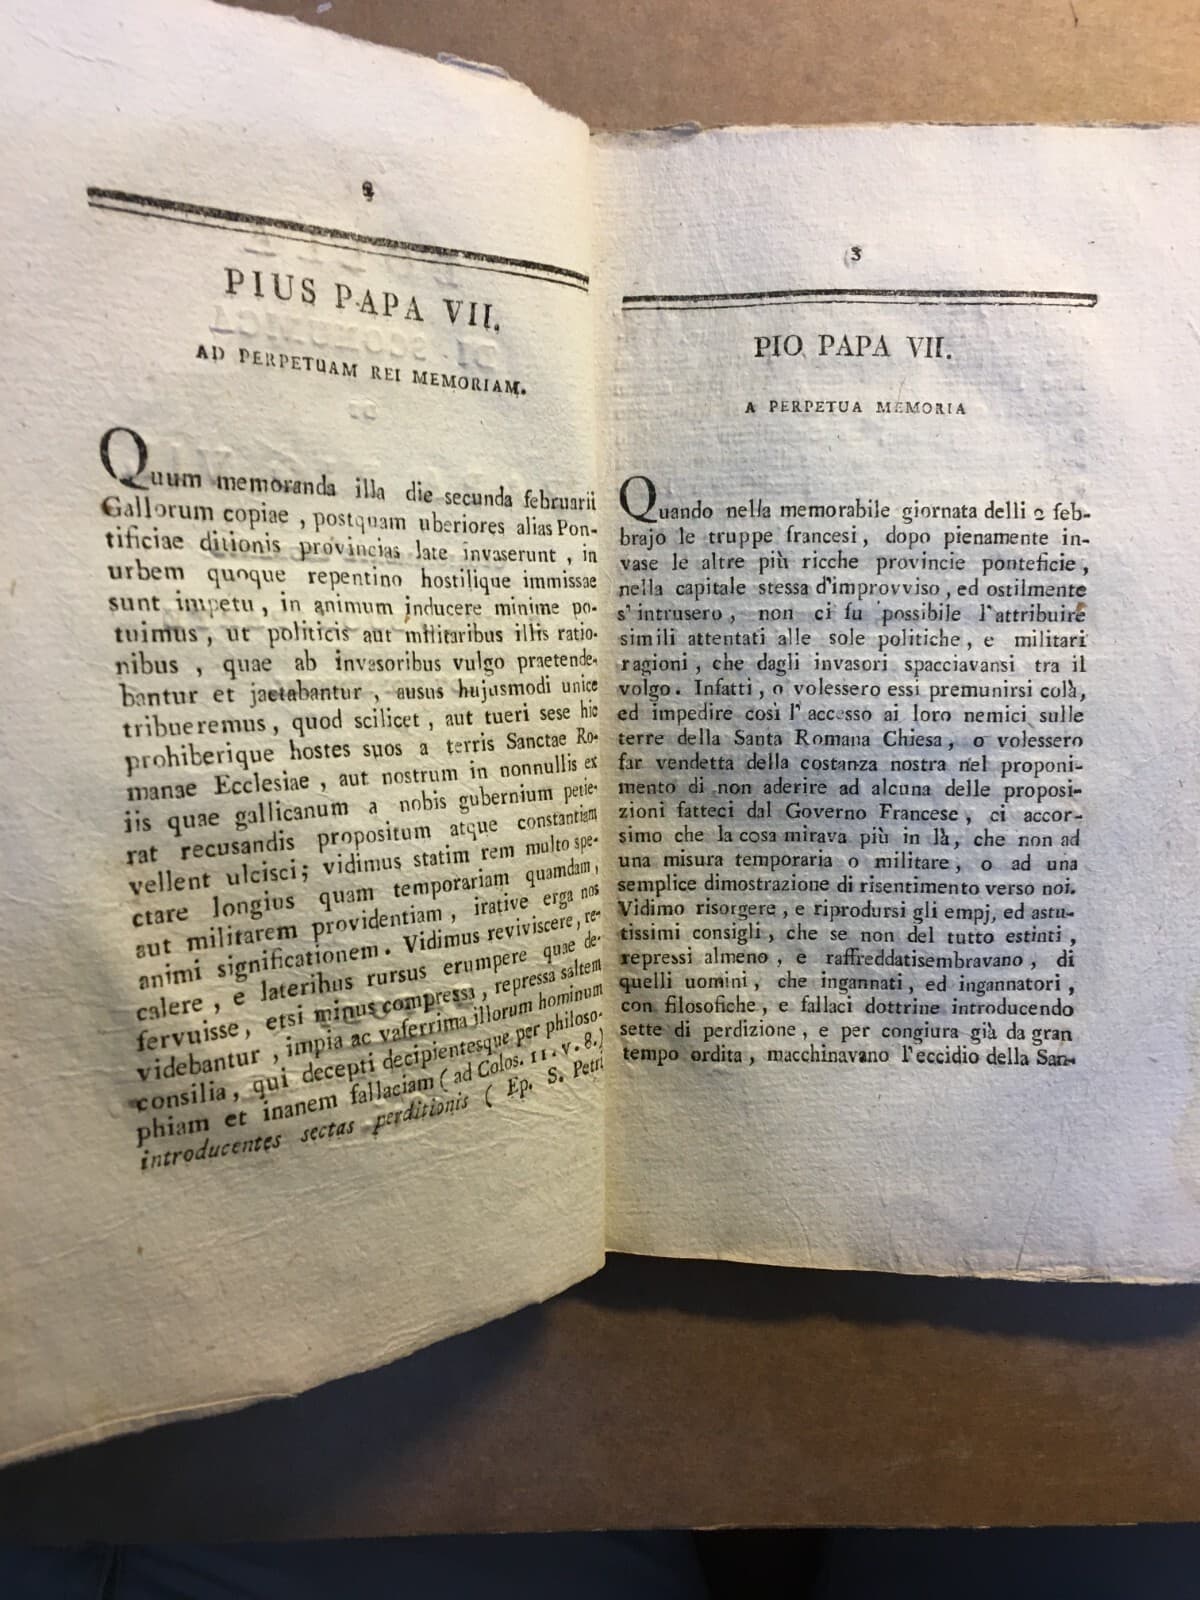 2
PIUS PAPA VII.
AD PERPETUAM REI MEMORIAM.
Quum memoranda illa die secunda februarii
Gallorum copiae , postquam uberiores alias Pon-
tificiae ditionis provincias late invaserunt , in
urbem quoque repentino hostilique immissae
sunt impetu , in animum inducere minime po-
tuimus , ut politicis aut militaribus illis ratio-
nibus , quae ab invasoribus vulgo praetende-
bantur et jactabantur , ausus hujusmodi unice
tribueremus , quod scilicet , aut tueri sese hic
prohiberique hostes suos a terris Sanctae Ro-
manae Ecclesiae , aut nostrum in nonnullis ex
iis quae gallicanum a nobis gubernium petie-
rat recusandis propositum atque constantiam
vellent ulcisci ; vidimus statim rem multo spe-
ctare longius quam temporariam quamdam ,
aut militarem providentiam , irative erga nos
animi significationem . Vidimus reviviscere , re-
calere , e lateribus rursus erumpere quae de-
fervuisse , etsi minus compressa , repressa saltem
videbantur , impia ac vaferrima illorum hominum
consilia , qui decepti decipientesque per philoso-
phiam et inanem fallaciam ( ad Colos. II . v . 8 . )
introducentes sectas perditionis ( Ep. S. Petri
3
PIO PAPA VII.
A PERPETUA MEMORIA
Quando nella memorabile giornata delli 2 feb-
brajo le truppe francesi , dopo pienamente in-
vase le altre più ricche provincie ponteficie ,
nella capitale stessa d'improvviso , ed ostilmente
s'intrusero , non ci fu possibile l'attribuire
simili attentati alle sole politiche , e militari
ragioni , che dagli invasori spacciavansi tra il
volgo . Infatti , o volessero essi premunirsi colà ,
ed impedire così l'accesso ai loro nemici sulle
terre della Santa Romana Chiesa , o volessero
far vendetta della costanza nostra nel proponi-
mento di non aderire ad alcuna delle proposi-
zioni fatteci dal Governo Francese , ci accor-
simo che la cosa mirava più in là , che non ad
una misura temporaria o militare , o ad una
semplice dimostrazione di risentimento verso noi.
Vidimo risorgere , e riprodursi gli empj , ed astu-
tissimi consigli , che se non del tutto estinti ,
repressi almeno , e raffreddatisembravano , di
quelli uomini , che ingannati , ed ingannatori ,
con filosofiche , e fallaci dottrine introducendo
sette di perdizione , e per congiura già da gran
tempo ordita , macchinavano l'eccidio della San-